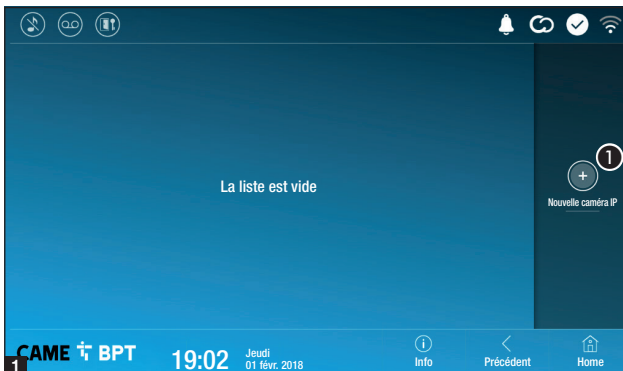 1
La liste est vide
Nouvelle caméra IP
CAME BPT
19:02
Jeudi
01 févr. 2018
Info
Précédent
Home
1